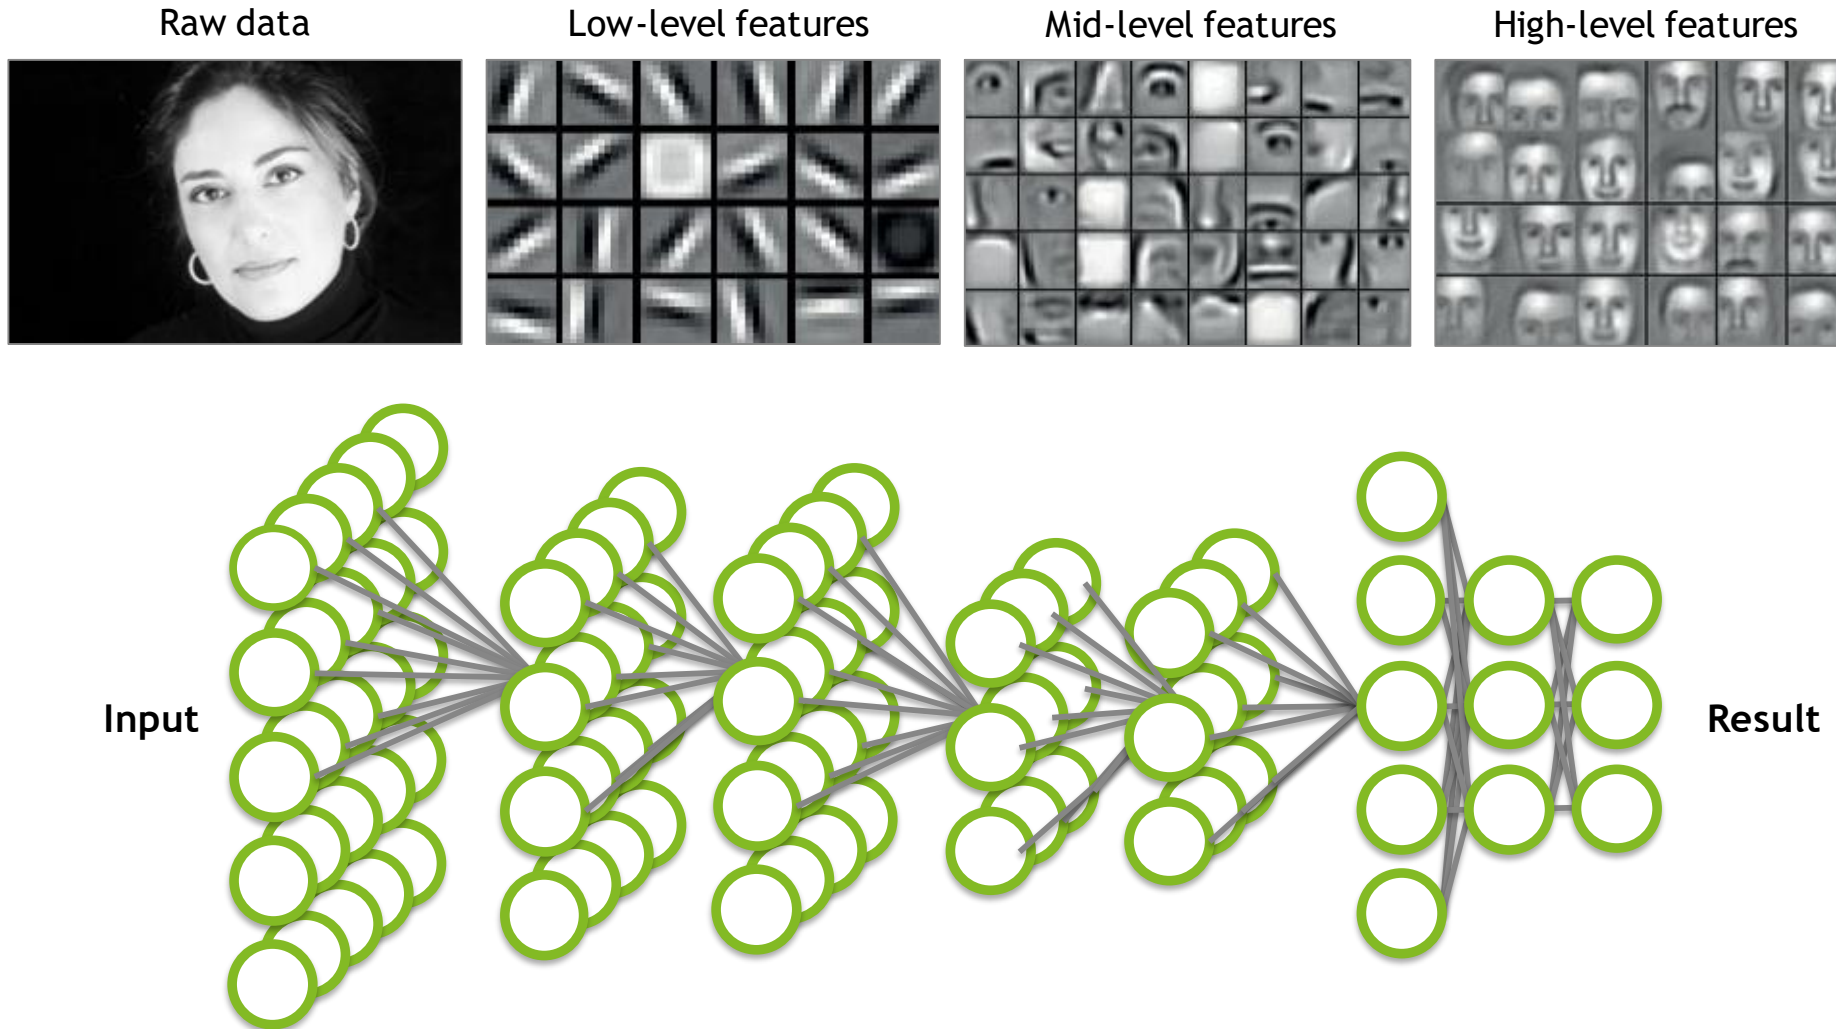 Raw data
Low-level features
Mid-level features
High-level features
Input
Result